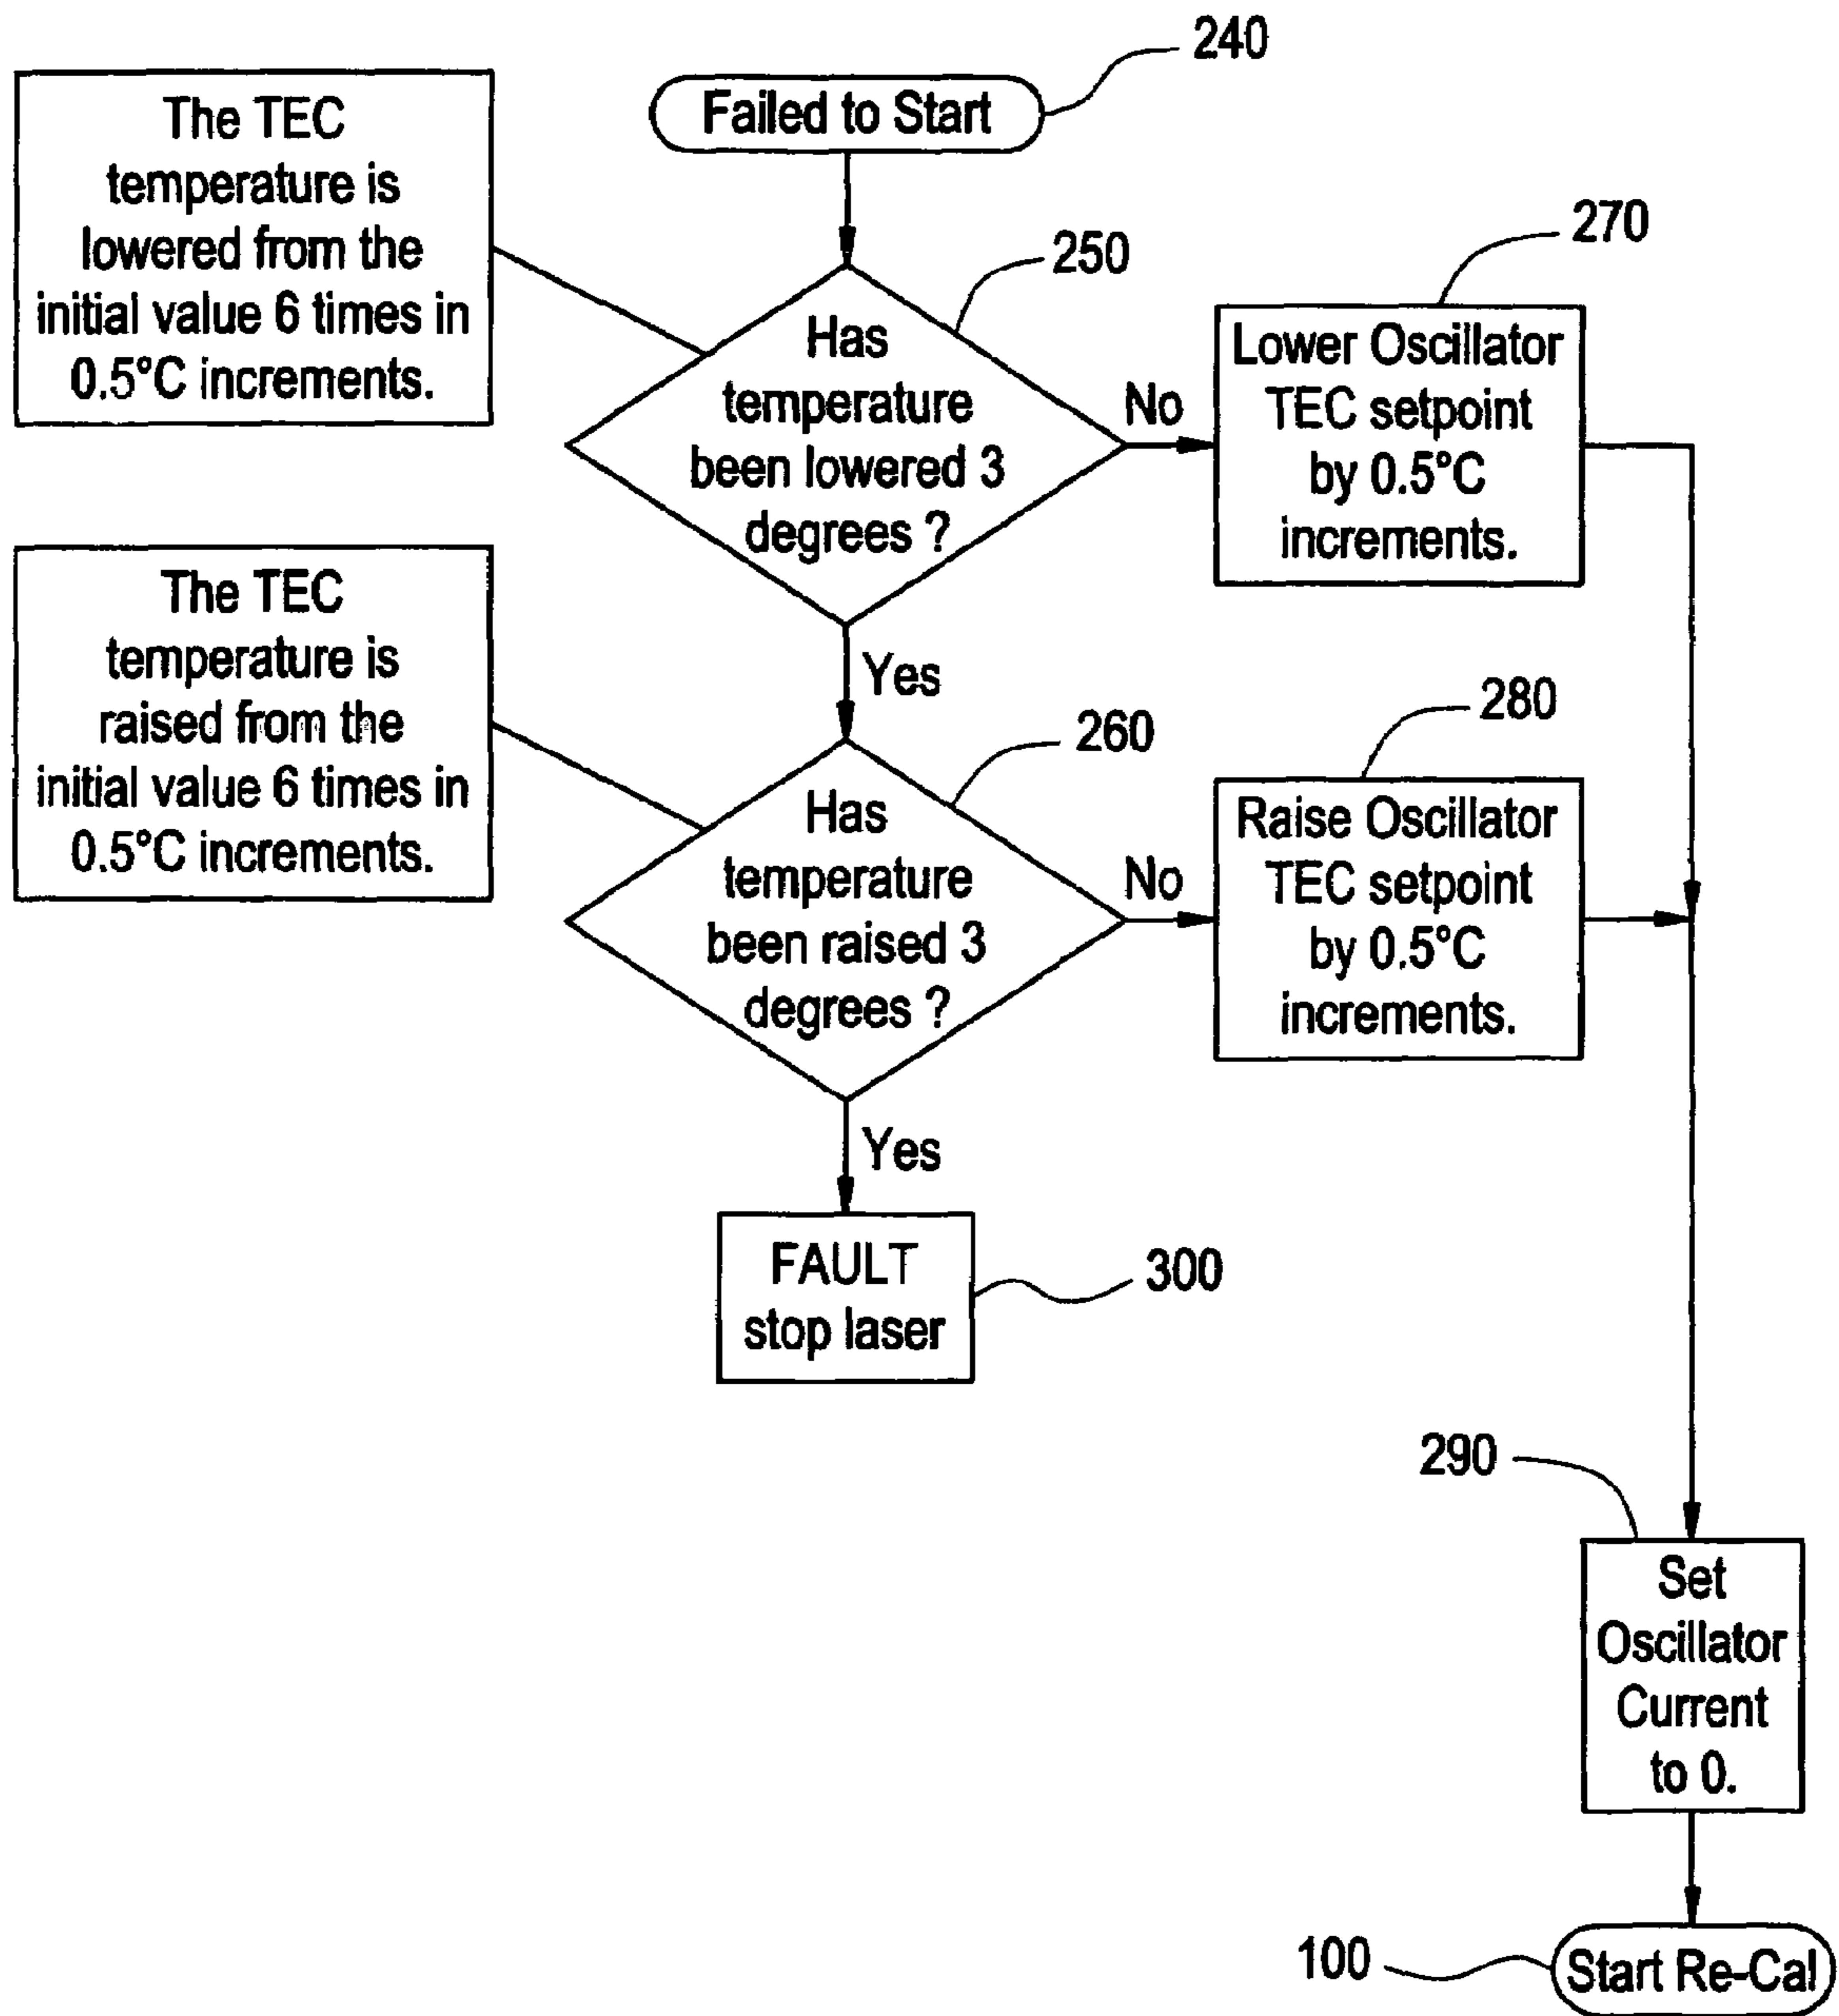 240
Failed to Start
The TEC
temperature is
lowered from the
initial value 6 times in
0.5°C increments.
250
Has
temperature
been lowered 3
degrees ?
No
270
Lower Oscillator
TEC setpoint
by 0.5°C
increments.
Yes
The TEC
temperature is
raised from the
initial value 6 times in
0.5°C increments.
260
Has
temperature
been raised 3
degrees ?
No
280
Raise Oscillator
TEC setpoint
by 0.5°C
increments.
Yes
FAULT
stop laser
300
290
Set
Oscillator
Current
to 0.
100
Start Re-Cal